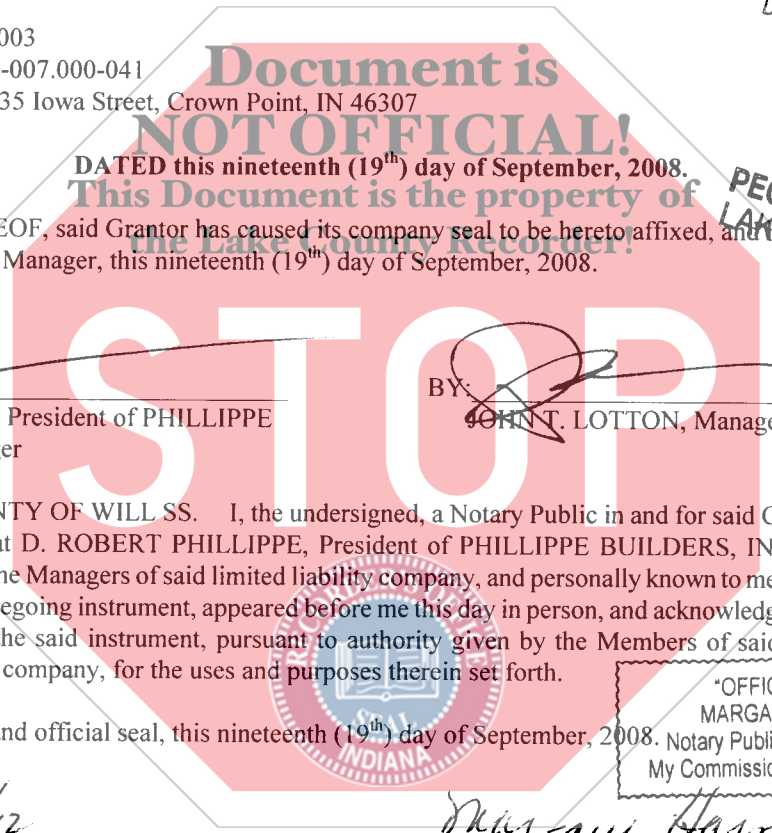 003
-007.000-041
35 Iowa Street, Crown Point, IN 46307
Document is
NOT OFFICIAL!
DATED this nineteenth (19th) day of September, 2008.
This Document is the property of
the Lake County Recorder!
EOF, said Grantor has caused its company seal to be hereto affixed, and
Manager, this nineteenth (19th) day of September, 2008.
STOP
BY:
President of PHILLIPPE
JOHN T. LOTTON, Manage
er
NTY OF WILL SS. I, the undersigned, a Notary Public in and for said C
at D. ROBERT PHILLIPPE, President of PHILLIPPE BUILDERS, IN
ne Managers of said limited liability company, and personally known to me
regoing instrument, appeared before me this day in person, and acknowledg
the said instrument, pursuant to authority given by the Members of said
company, for the uses and purposes therein set forth.
SEAL
INDIANA
"OFFIC
MARGA
and official seal, this nineteenth (19th) day of September, 2008.
Notary Publi
My Commissio